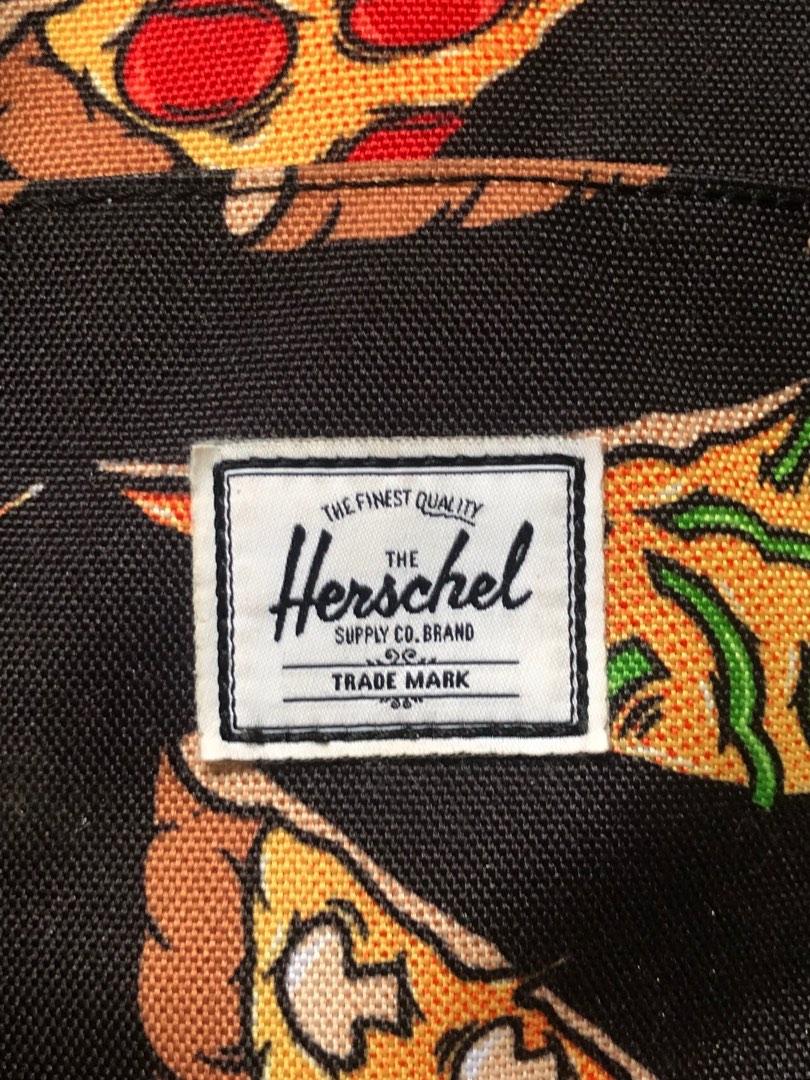 THE FINEST QUALITY
THE
Herschel
SUPPLY CO. BRAND
TRADE MARK